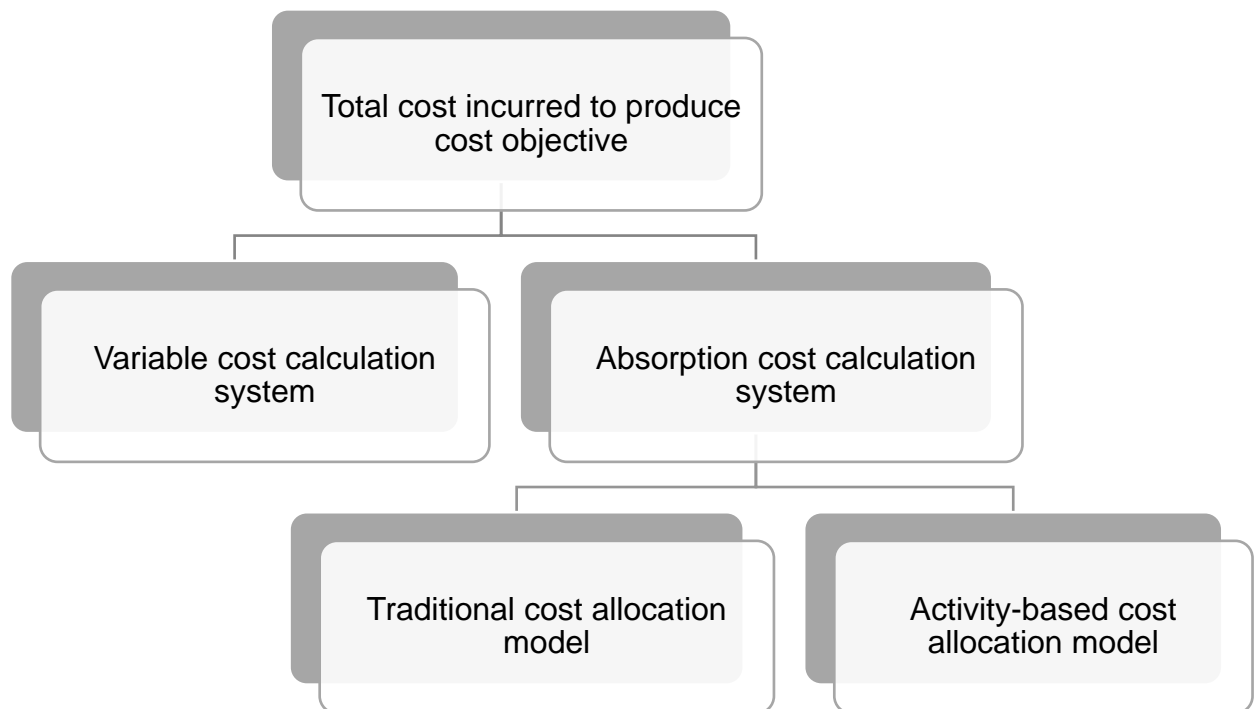 Total cost incurred to produce
cost objective
Variable cost calculation
system
Absorption cost calculation
system
Traditional cost allocation
model
Activity-based cost
allocation model